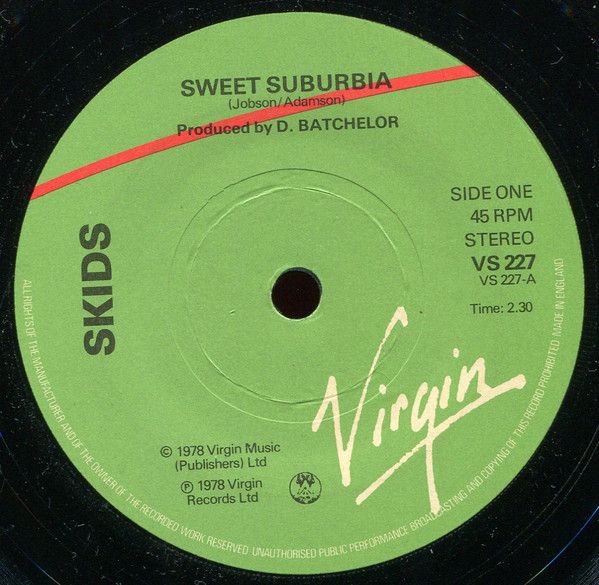 SWEET SUBURBIA
(Jobson/Adamson)
Produced by D. BATCHELOR
SKIDS
SIDE ONE
45 RPM
STEREO
VS 227
VS 227-A
Time: 2.30
Virgin
© 1978 Virgin Music
(Publishers) Ltd
℗ 1978 Virgin
Records Ltd
ALL RIGHTS OF THE MANUFACTURER AND OF THE OWNER OF THE RECORDED WORK RESERVED UNAUTHORISED PUBLIC PERFORMANCE BROADCASTING AND COPYING OF THIS RECORD PROHIBITED MADE IN ENGLAND